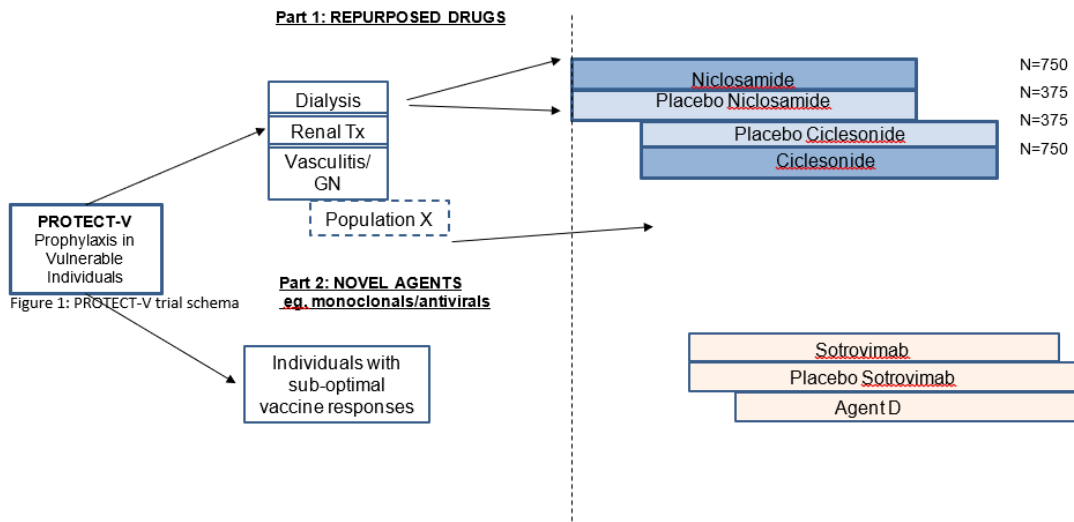 Part 1: REPURPOSED DRUGS
Dialysis
Renal Tx
Vasculitis/
GN
Population X
Niclosamide
Placebo Niclosamide
Placebo Ciclesonide
Ciclesonide
N=750
N=375
N=375
N=750
PROTECT-V
Prophylaxis in
Vulnerable
Individuals
Figure 1: PROTECT-V trial schema
Part 2: NOVEL AGENTS
eg, monoclonals/antivirals
Individuals with
sub-optimal
vaccine responses
Sotrovimab
Placebo Sotrovimab
Agent D